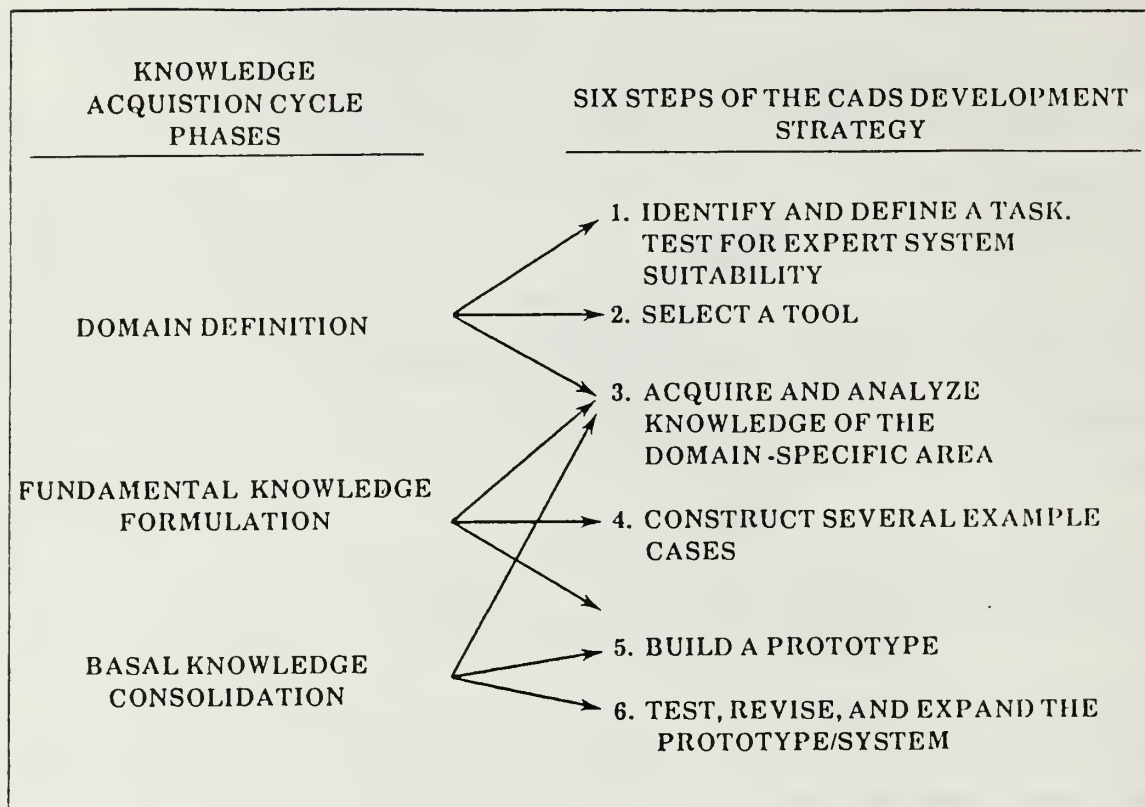 KNOWLEDGE
ACQUISTION CYCLE
PHASES
SIX STEPS OF THE CADS DEVELOPMENT
STRATEGY
DOMAIN DEFINITION
FUNDAMENTAL KNOWLEDGE
FORMULATION
BASAL KNOWLEDGE
CONSOLIDATION
1. IDENTIFY AND DEFINE A TASK.
TEST FOR EXPERT SYSTEM
SUITABILITY
2. SELECT A TOOL
3. ACQUIRE AND ANALYZE
KNOWLEDGE OF THE
DOMAIN-SPECIFIC AREA
4. CONSTRUCT SEVERAL EXAMPLE
CASES
5. BUILD A PROTOTYPE
6. TEST, REVISE, AND EXPAND THE
PROTOTYPE/SYSTEM